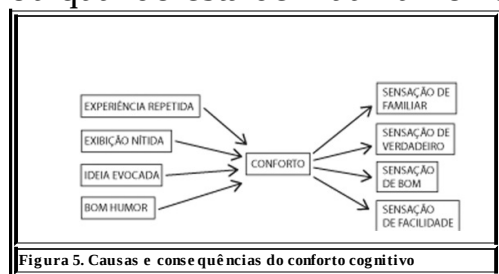 EXPERIÊNCIA REPETIDA
EXIBIÇÃO NÍTIDA
IDEIA EVOCADA
BOM HUMOR
CONFORTO
SENSAÇÃO DE
FAMILIAR
SENSAÇÃO DE
VERDADEIRO
SENSAÇÃO
DE BOM
SENSAÇÃO
DE FACILIDADE
Figura 5. Causas e consequências do conforto cognitivo